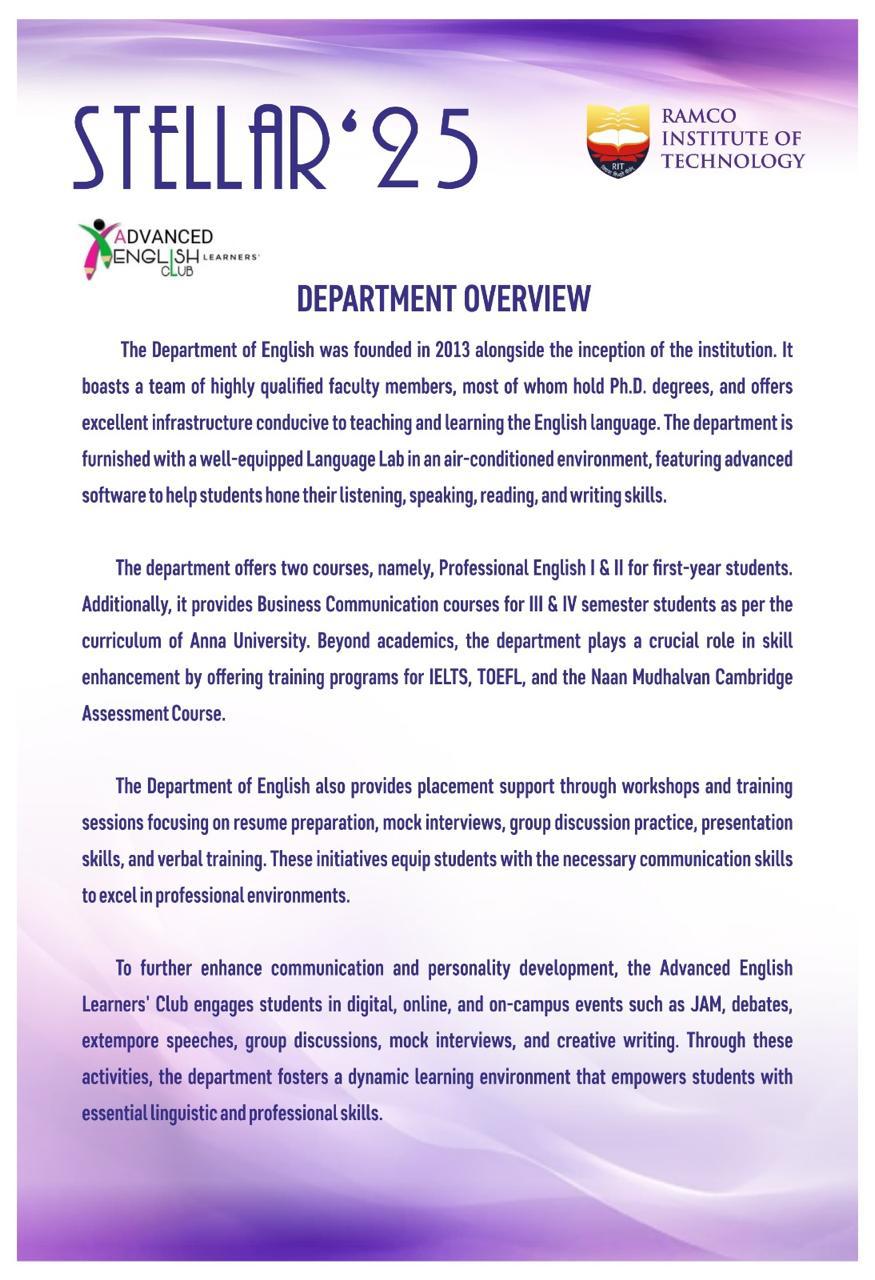 STELLAR'25
RAMCO
INSTITUTE OF
TECHNOLOGY
RIT
ADVANCED
ENGLISH LEARNERS'
CLUB
DEPARTMENT OVERVIEW
The Department of English was founded in 2013 alongside the inception of the institution. It
boasts a team of highly qualified faculty members, most of whom hold Ph.D. degrees, and offers
excellent infrastructure conducive to teaching and learning the English language. The department is
furnished with a well-equipped Language Lab in an air-conditioned environment, featuring advanced
software to help students hone their listening, speaking, reading, and writing skills.
The department offers two courses, namely, Professional English I & II for first-year students.
Additionally, it provides Business Communication courses for III & IV semester students as per the
curriculum of Anna University. Beyond academics, the department plays a crucial role in skill
enhancement by offering training programs for IELTS, TOEFL, and the Naan Mudhalvan Cambridge
Assessment Course.
The Department of English also provides placement support through workshops and training
sessions focusing on resume preparation, mock interviews, group discussion practice, presentation
skills, and verbal training. These initiatives equip students with the necessary communication skills
to excel in professional environments.
To further enhance communication and personality development, the Advanced English
Learners' Club engages students in digital, online, and on-campus events such as JAM, debates,
extempore speeches, group discussions, mock interviews, and creative writing. Through these
activities, the department fosters a dynamic learning environment that empowers students with
essential linguistic and professional skills.